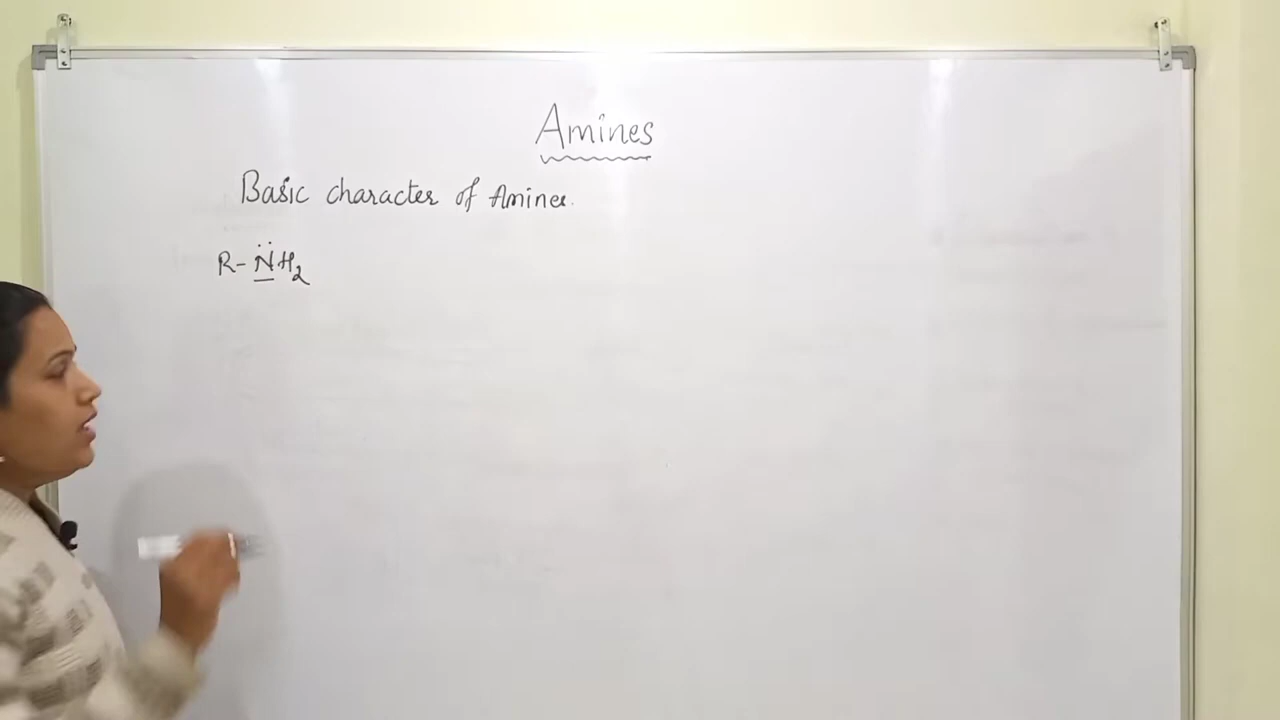 Amines
Basic character of Amines.
R-N̈H₂